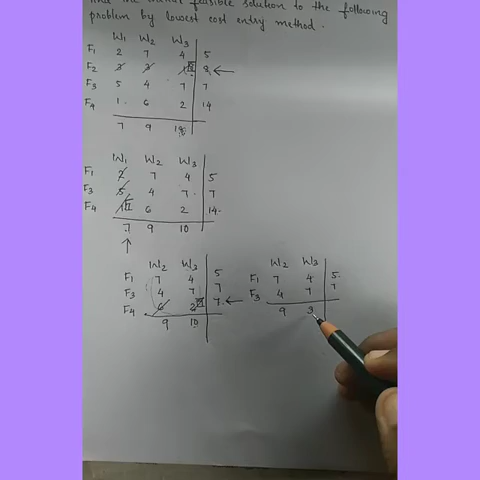 initial feasible solution to the following
problem by lowest cost entry method.
W1 W2 W3
F1 2 7 4 5
F2 3 3 1 8 8 ←
F3 5 4 7 7
F4 1 6 2 14
7 9 18
W1 W2 W3
F1 2 7 4 5
F3 5 4 7 7
F4 1 7 6 2 14
7 9 10
↑
W2 W3
F1 7 4 5
F3 4 7 7
F4 6 2 7 7 ←
9 10
W2 W3
F1 7 4 5
F3 4 7 7
9 3